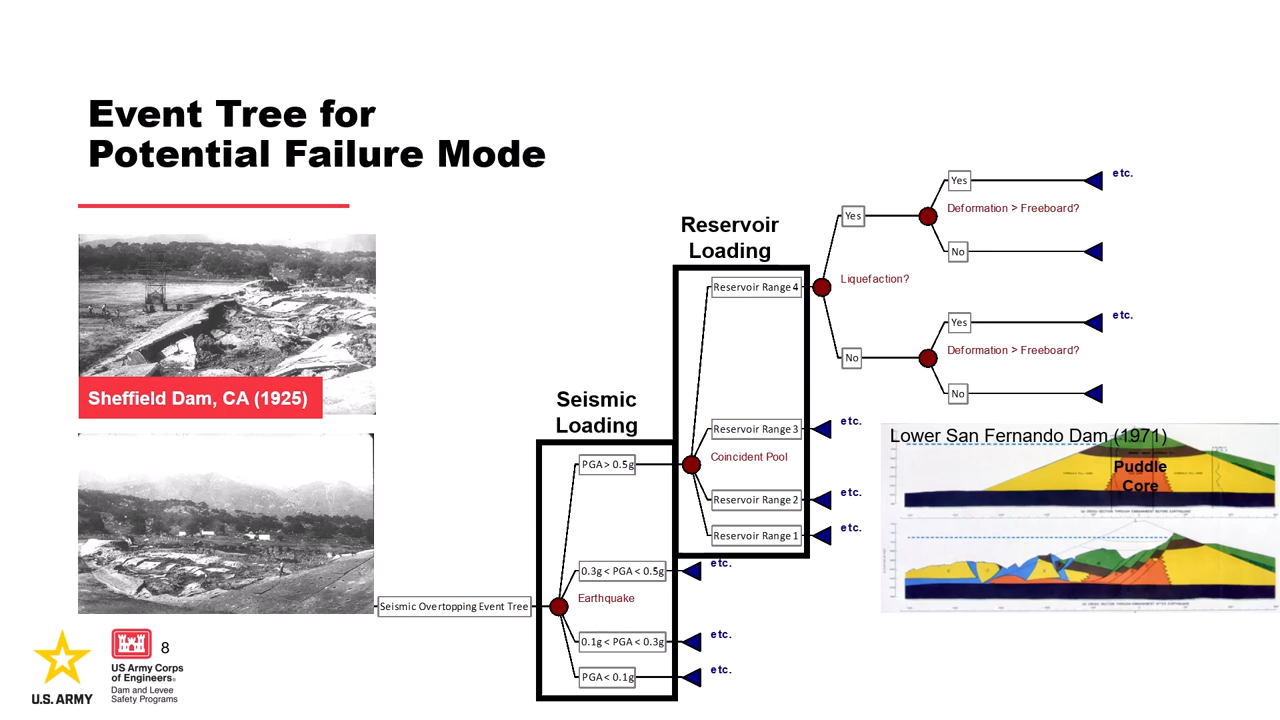 Event Tree for
Potential Failure Mode
Sheffield Dam, CA (1925)
Seismic Overtopping Event Tree
Seismic
Loading
PGA > 0.5g
0.3g < PGA < 0.5g
etc.
Earthquake
0.1g < PGA < 0.3g
etc.
PGA < 0.1g
etc.
Reservoir
Loading
Reservoir Range 4
Reservoir Range 3
etc.
Coincident Pool
Reservoir Range 2
etc.
Reservoir Range 1
etc.
Yes
Liquefaction?
No
Yes
etc.
Deformation > Freeboard?
No
Yes
etc.
Deformation > Freeboard?
No
Lower San Fernando Dam (1971)
Puddle
Core
U.S. ARMY
8
US Army Corps
of Engineers®
Dam and Levee
Safety Programs